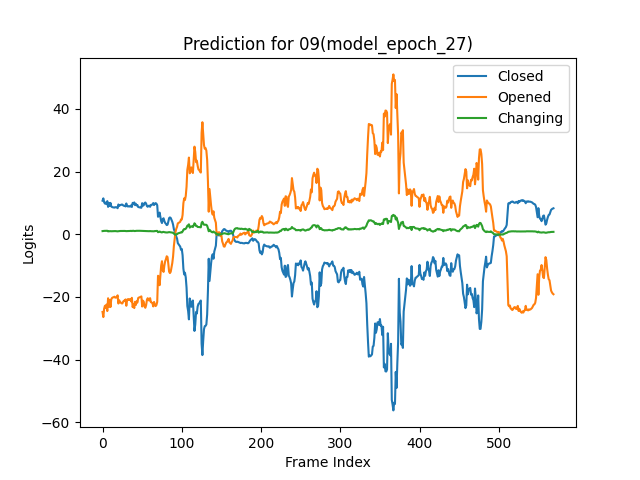 Prediction for 09(model_epoch_27)
Closed
Opened
Changing
40
20
0
−20
−40
−60
Logits
0
100
200
300
400
500
Frame Index